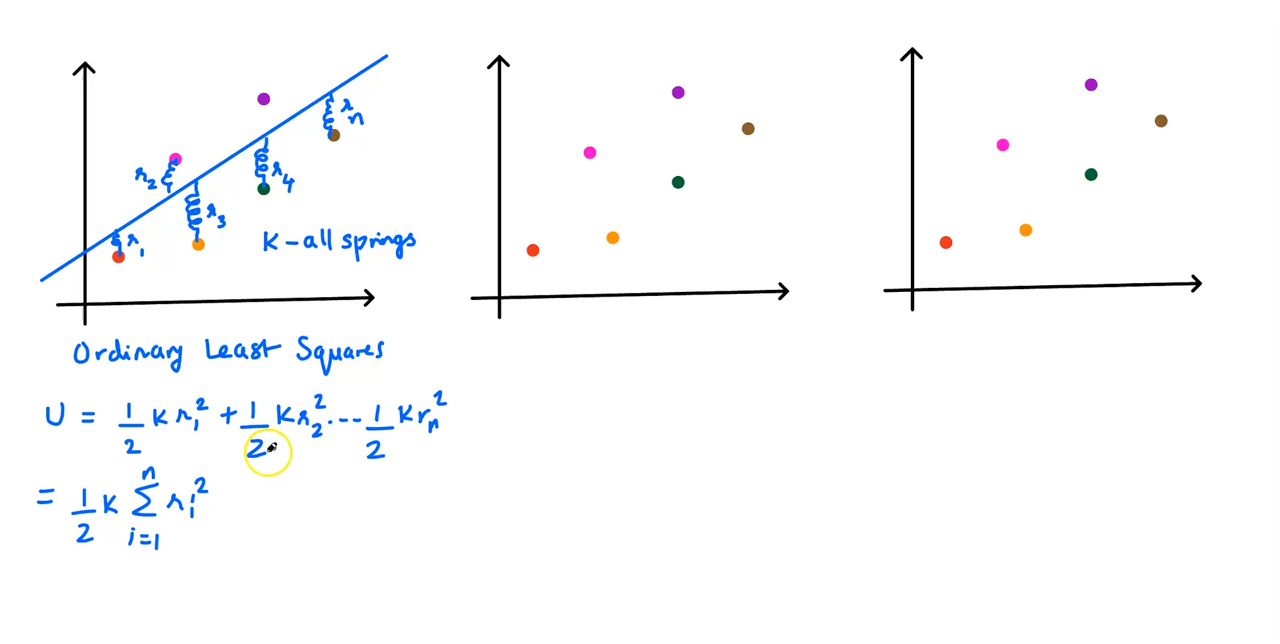 r₁
r₂
r₃
r₄
rₙ
K - all springs
Ordinary Least Squares
U = 1/2 K r₁² + 1/2 K r₂² . -- 1/2 K rₙ²
= 1/2 K Σ_{i=1}^{n} rᵢ²